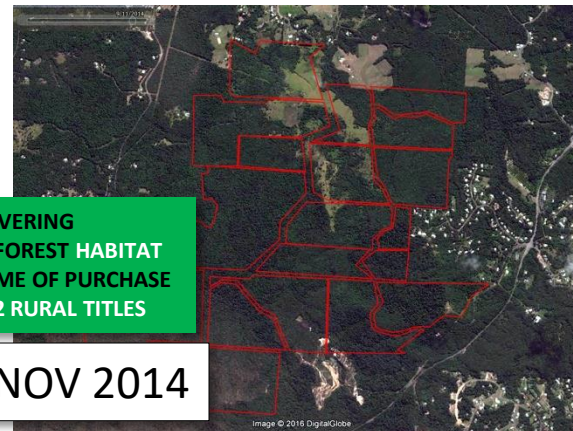 VERING
FOREST HABITAT
ME OF PURCHASE
2 RURAL TITLES
NOV 2014
Image © 2016 DigitalGlobe